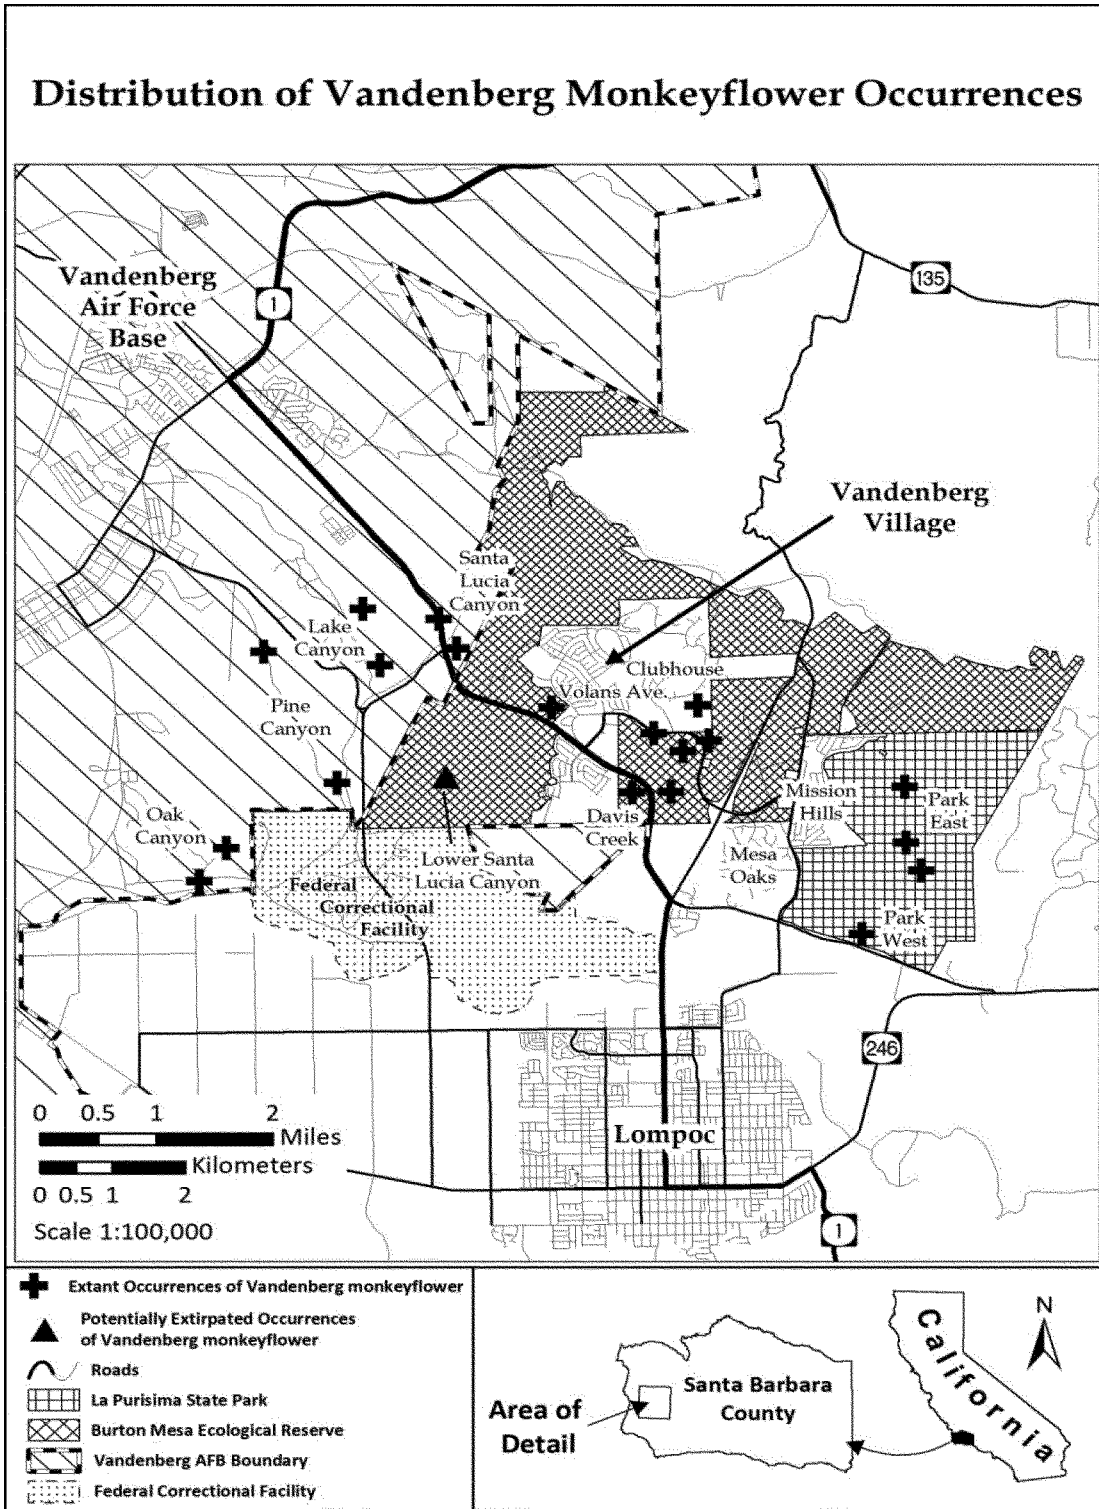 Distribution of Vandenberg Monkeyflower Occurrences
Vandenberg
Air Force
Base
1
135
Vandenberg
Village
Santa
Lucia
Canyon
Lake
Canyon
Clubhouse
Volans Ave.
Pine
Canyon
Oak
Canyon
Mission
Hills
Park
East
Davis
Creek
Mesa
Oaks
Lower Santa
Lucia Canyon
Federal
Correctional
Facility
Park
West
246
Lompoc
1
0 0.5 1 2
Miles
Kilometers
0 0.5 1 2
Scale 1:100,000
Extant Occurrences of Vandenberg monkeyflower
Potentially Extirpated Occurrences
of Vandenberg monkeyflower
Roads
La Purisima State Park
Burton Mesa Ecological Reserve
Vandenberg AFB Boundary
Federal Correctional Facility
Area of
Detail
Santa Barbara
County
California
N